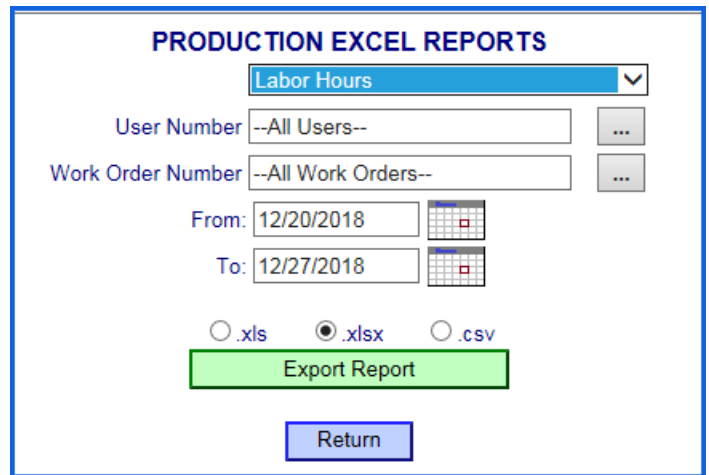 PRODUCTION EXCEL REPORTS
Labor Hours
User Number --All Users-- ...
Work Order Number --All Work Orders-- ...
From: 12/20/2018
To: 12/27/2018
.xls .xlsx .csv
Export Report
Return